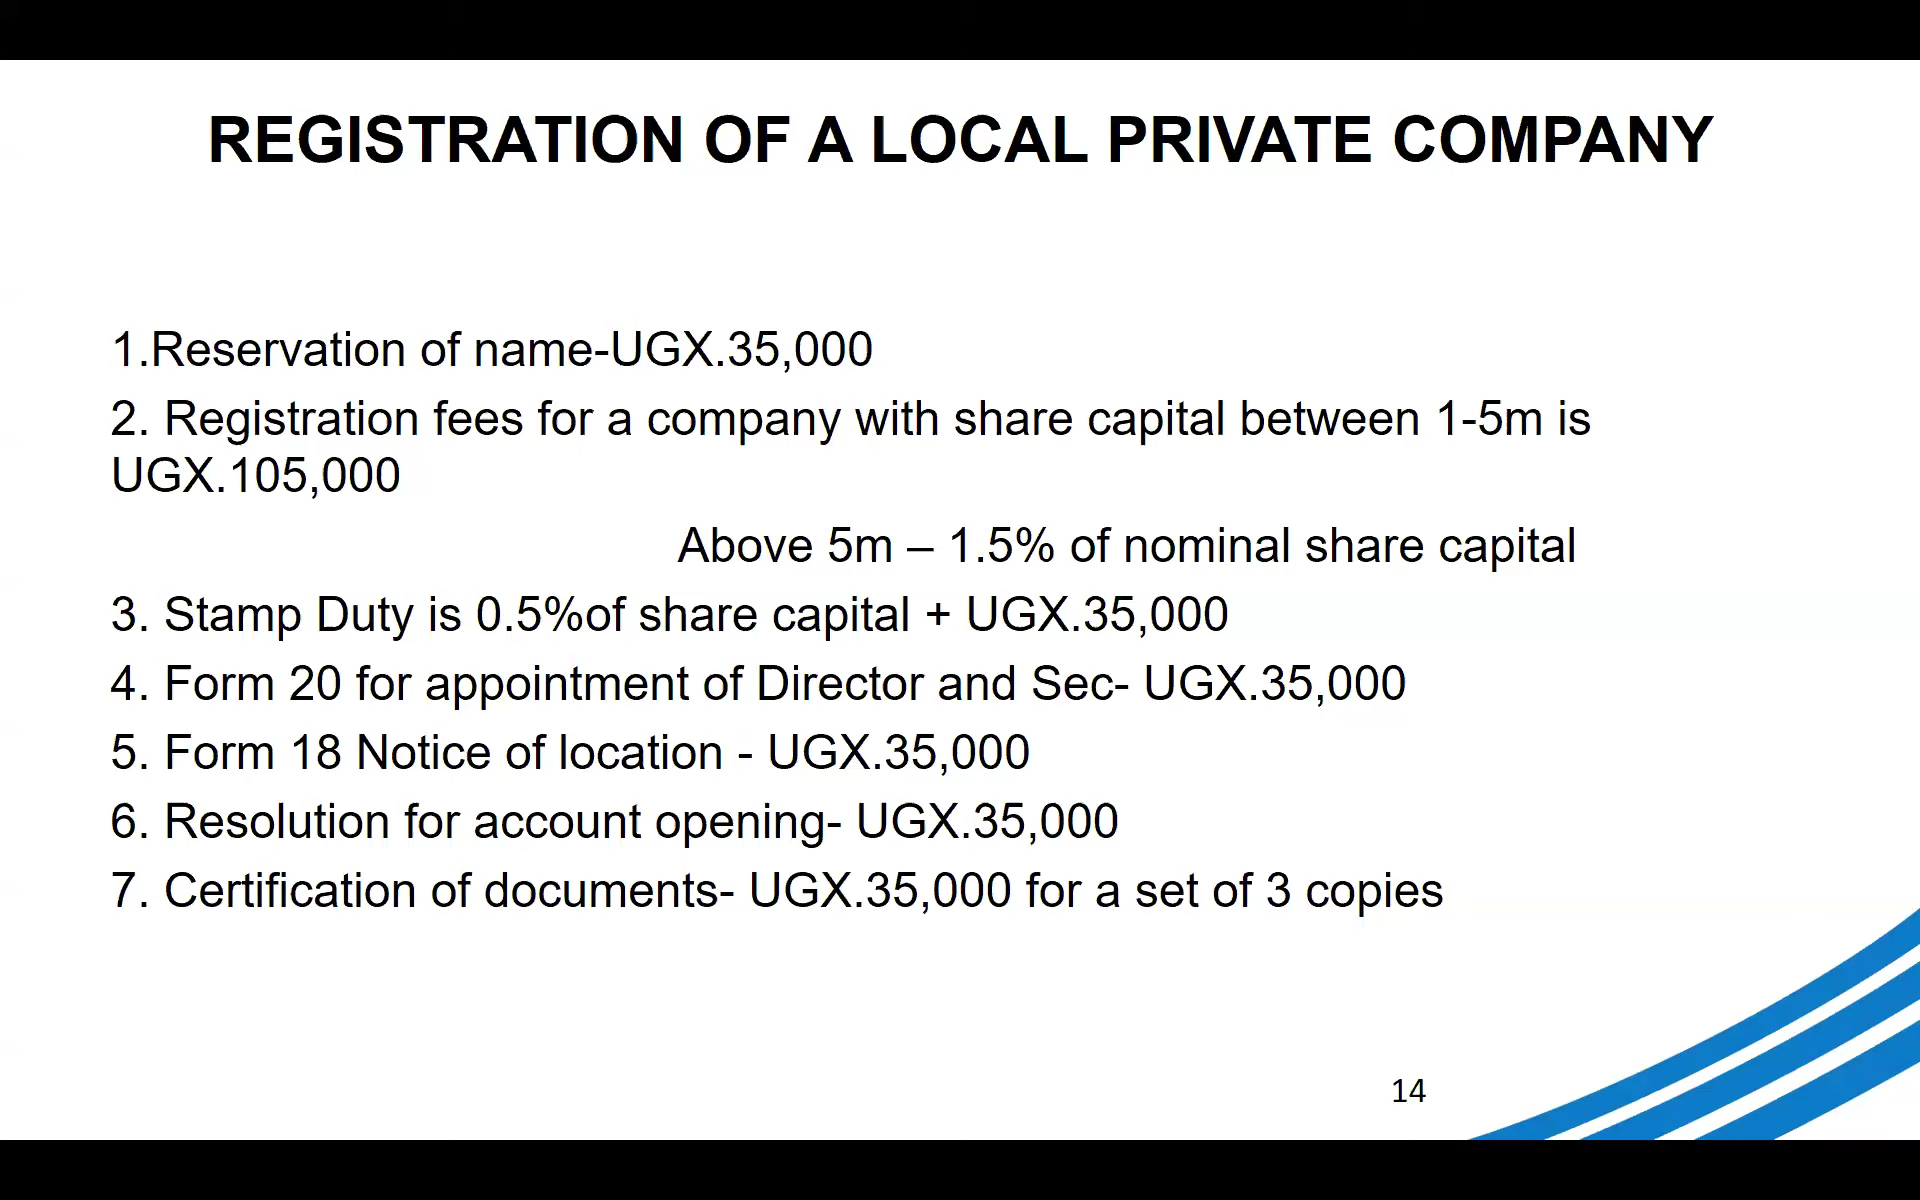 REGISTRATION OF A LOCAL PRIVATE COMPANY
1.Reservation of name-UGX.35,000
2. Registration fees for a company with share capital between 1-5m is
UGX.105,000
Above 5m – 1.5% of nominal share capital
3. Stamp Duty is 0.5%of share capital + UGX.35,000
4. Form 20 for appointment of Director and Sec- UGX.35,000
5. Form 18 Notice of location - UGX.35,000
6. Resolution for account opening- UGX.35,000
7. Certification of documents- UGX.35,000 for a set of 3 copies
14